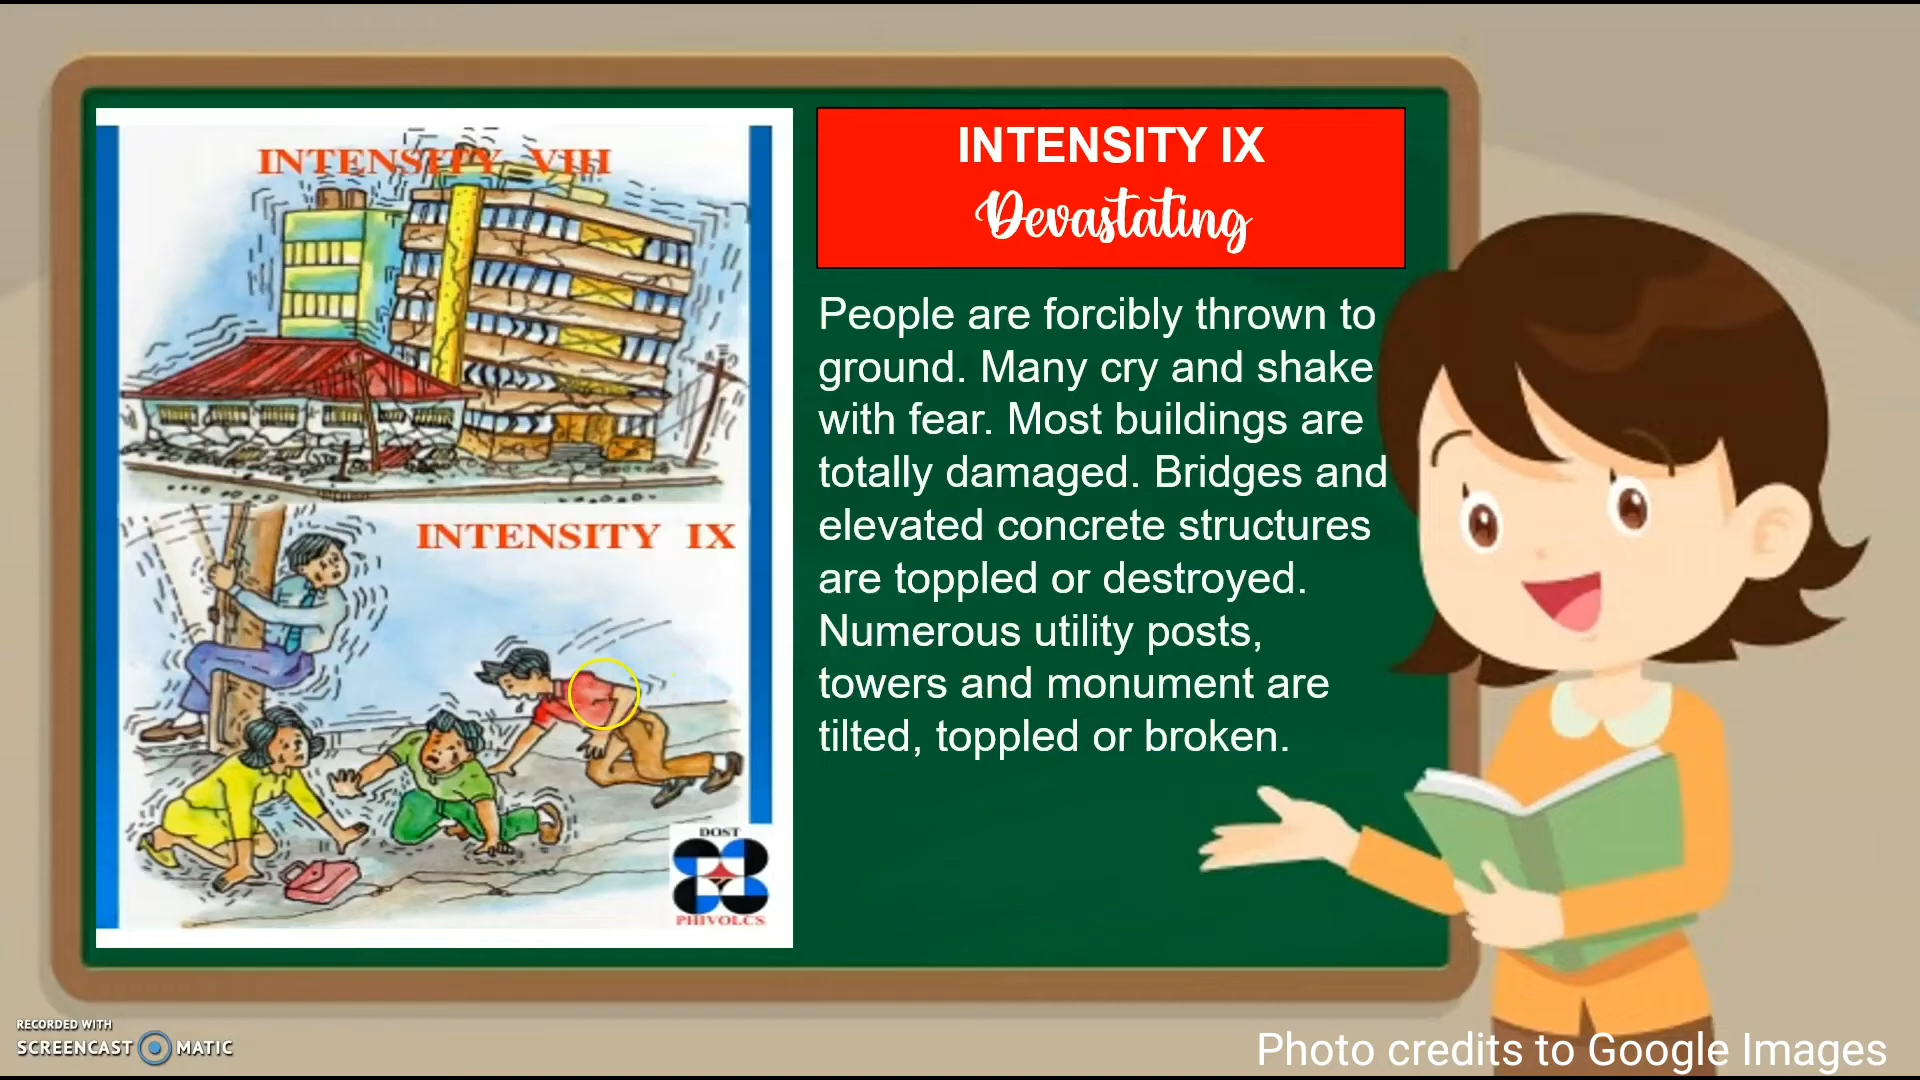 INTENSITY VIII
INTENSITY IX
DOST
PHIVOLCS
INTENSITY IX
Devastating
People are forcibly thrown to
ground. Many cry and shake
with fear. Most buildings are
totally damaged. Bridges and
elevated concrete structures
are toppled or destroyed.
Numerous utility posts,
towers and monument are
tilted, toppled or broken.
RECORDED WITH
SCREENCAST MATIC
Photo credits to Google Images